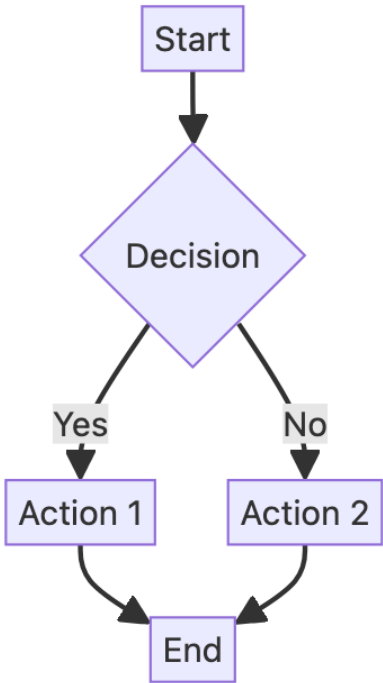 Start
Decision
Yes
No
Action 1
Action 2
End